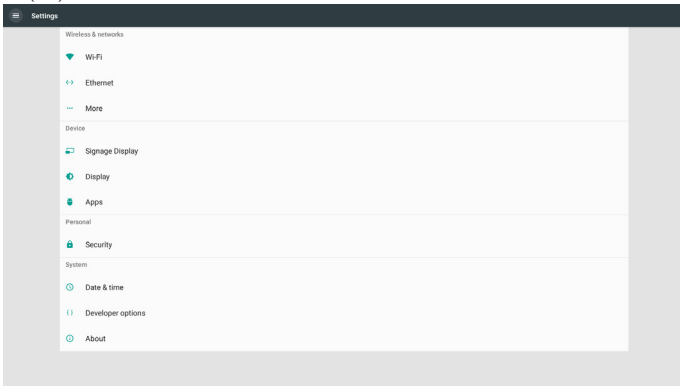 Settings
Wireless & networks
Wi-Fi
Ethernet
More
Device
Signage Display
Display
Apps
Personal
Security
System
Date & time
Developer options
About